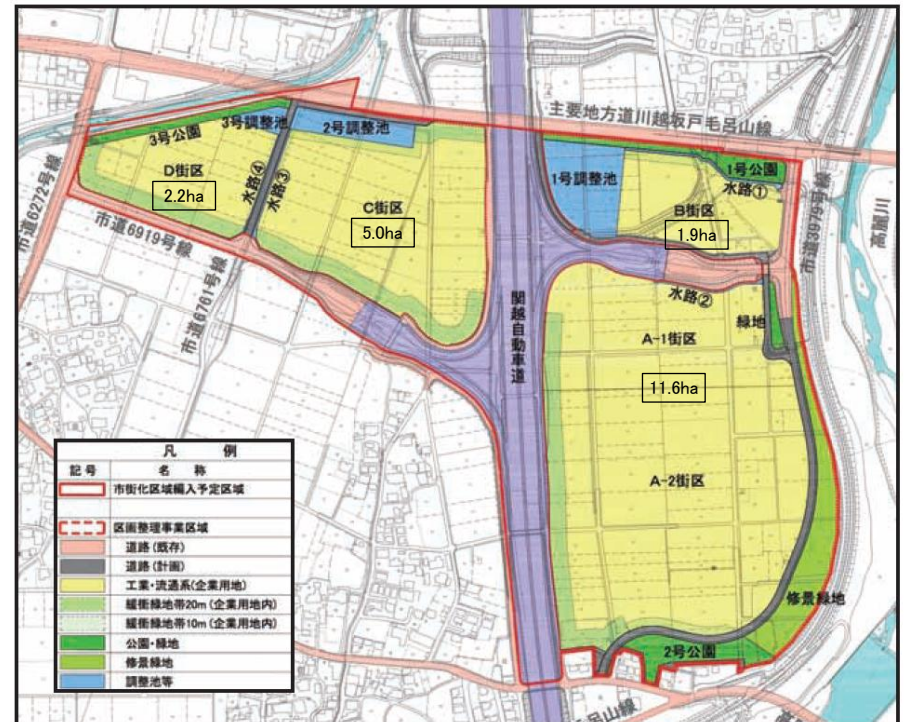 主要地方道川越坂戸毛呂山線
3号公園
3号調整池
2号調整池
D街区
2.2ha
水路④
水路③
C街区
5.0ha
1号調整池
1号公園
水路①
B街区
1.9ha
市道3979号線
高麗川
市道6272号線
市道6919号線
市道6761号線
関越自動車道
水路②
緑地
A-1街区
11.6ha
A-2街区
修景緑地
2号公園
呂山線
凡 例
記号 名 称
市街化区域編入予定区域
区画整理事業区域
道路(既存)
道路(計画)
工業・流通系(企業用地)
緩衝緑地帯20m(企業用地内)
緩衝緑地帯10m(企業用地内)
公園・緑地
修景緑地
調整池等